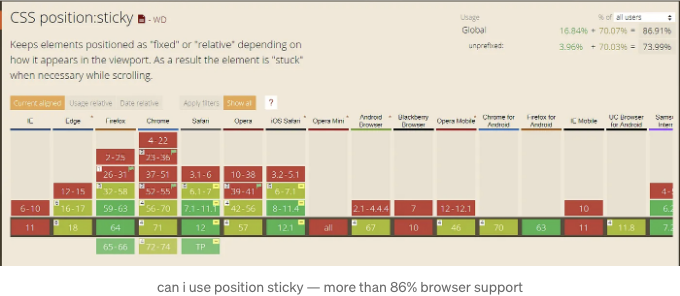 CSS position:sticky - WD
Usage % of all users
Global 16.84% + 70.07% = 86.91%
unprefixed: 3.96% + 70.03% = 73.99%
Keeps elements positioned as "fixed" or "relative" depending on
how it appears in the viewport. As a result the element is "stuck"
when necessary while scrolling.
Current aligned Usage relative Date relative Apply filters Show all ?
IE Edge Firefox Chrome Safari Opera iOS Safari Opera Mini Android Browser Blackberry Browser Opera Mobile Chrome for Android Firefox for Android IE Mobile UC Browser for Android
4-22
2-25 23-36
26-31 37-51 3.1-6 10-38 3.2-5.1
12-15 32-58 52-55 6.1-7 39-41 6-7.1 4-
6-10 16-17 59-63 56-70 7.1-11.1 42-56 8-11.4 2.1-4.4.4 7 12-12.1 10 6.2
11 18 64 71 12 57 12.1 all 67 10 46 70 63 11 11.8 7.2
65-66 72-74 TP
can i use position sticky — more than 86% browser support